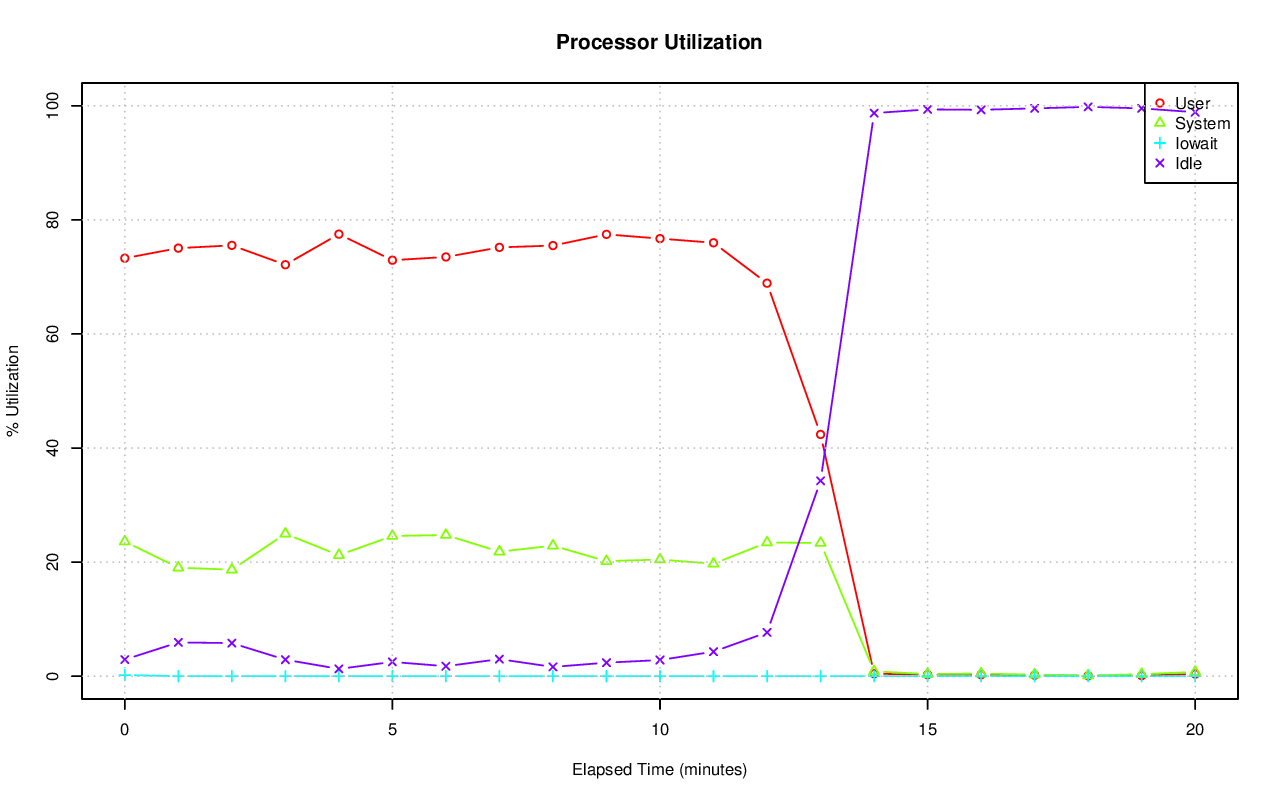 Processor Utilization
% Utilization
100
80
60
40
20
0
User
System
Iowait
Idle
0 5 10 15 20
Elapsed Time (minutes)